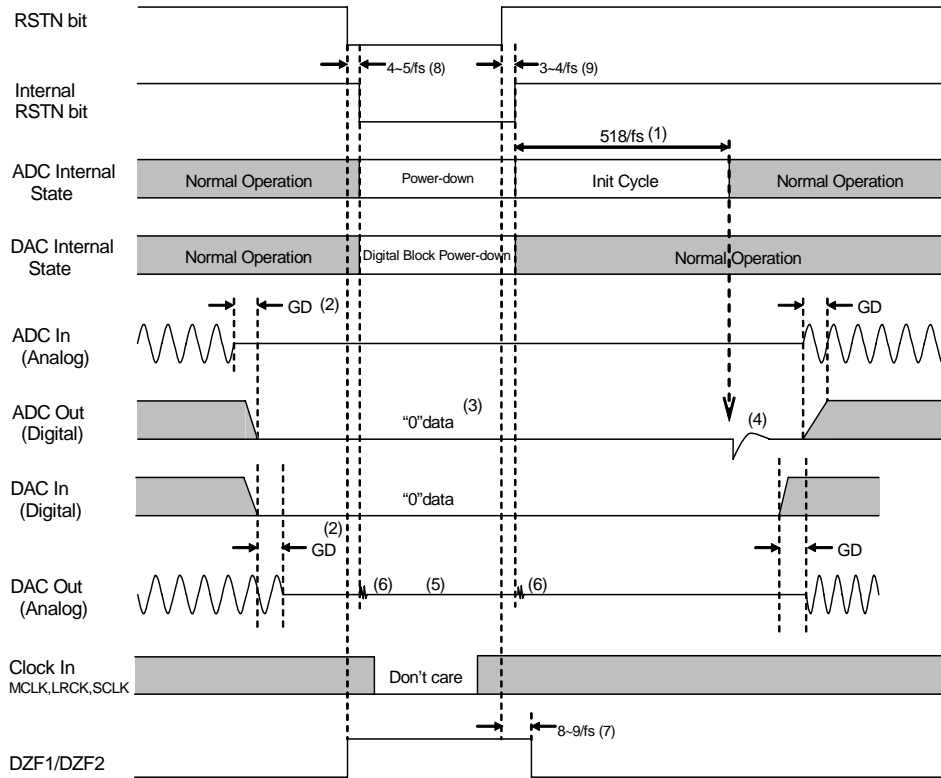 RSTN bit
4~5/fs (8)
3~4/fs (9)
Internal
RSTN bit
518/fs (1)
ADC Internal
State
Normal Operation
Power-down
Init Cycle
Normal Operation
DAC Internal
State
Normal Operation
Digital Block Power-down
Normal Operation
GD (2)
GD
ADC In
(Analog)
ADC Out
(Digital)
“0”data (3)
(4)
DAC In
(Digital)
“0”data
(2)
GD
GD
DAC Out
(Analog)
(6)
(5)
(6)
Clock In
MCLK,LRCK,SCLK
Don’t care
8~9/fs (7)
DZF1/DZF2